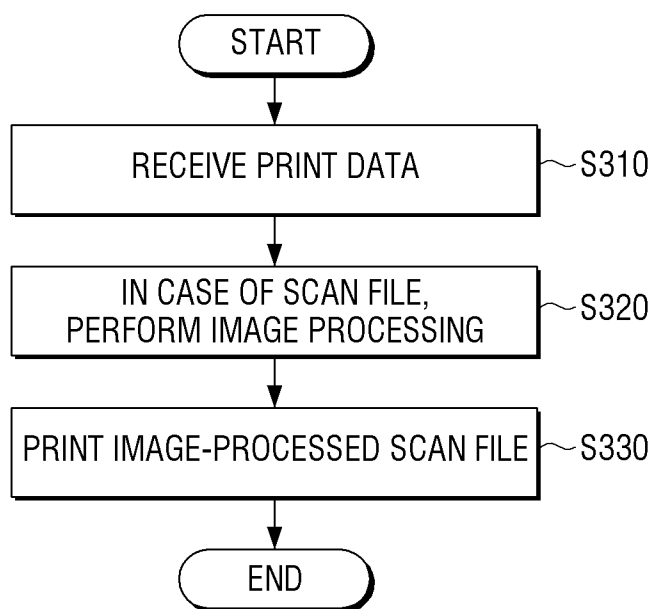 START
RECEIVE PRINT DATA
S310
IN CASE OF SCAN FILE,
PERFORM IMAGE PROCESSING
S320
PRINT IMAGE-PROCESSED SCAN FILE
S330
END